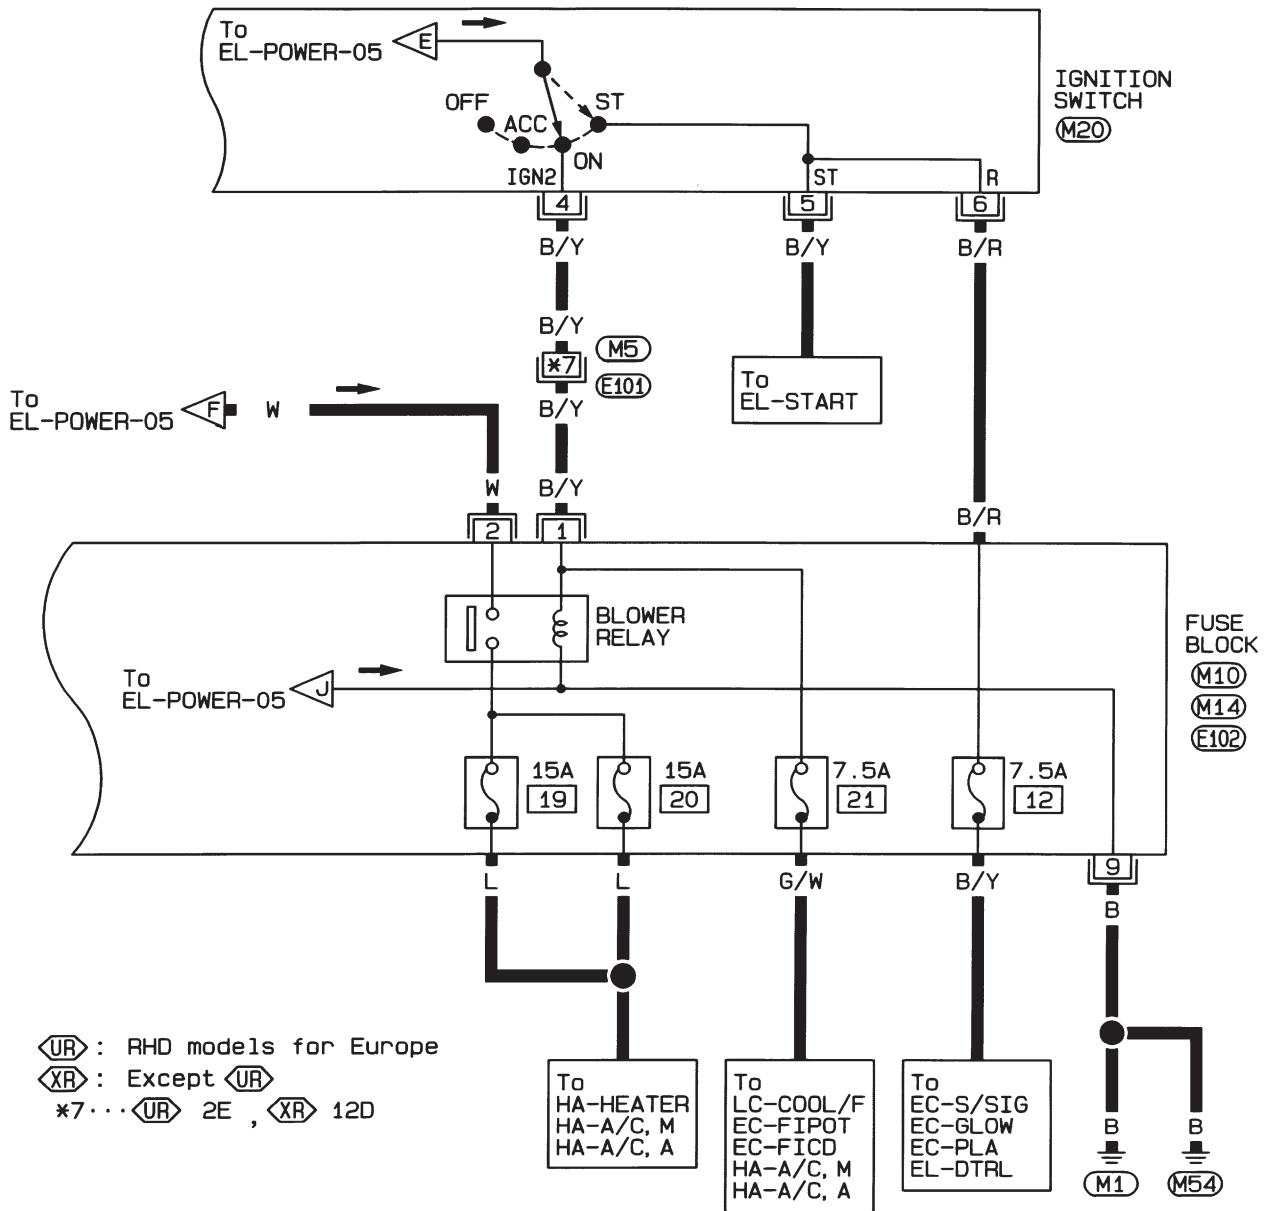 To
EL-POWER-05
E
OFF
ACC
ST
ON
IGN2
ST
R
IGNITION
SWITCH
M20
4
5
6
B/Y
B/Y
B/R
B/Y
*7
M5
E101
B/Y
To
EL-START
To
EL-POWER-05
F
W
W
B/Y
B/R
2
1
BLOWER
RELAY
FUSE
BLOCK
M10
M14
E102
To
EL-POWER-05
J
15A
19
15A
20
7.5A
21
7.5A
12
9
L
L
G/W
B/Y
B
To
HA-HEATER
HA-A/C, M
HA-A/C, A
To
LC-COOL/F
EC-FIPOT
EC-FICD
HA-A/C, M
HA-A/C, A
To
EC-S/SIG
EC-GLOW
EC-PLA
EL-DTRL
B
B
M1
M54
UR : RHD models for Europe
XR : Except UR
*7··· UR 2E , XR 12D